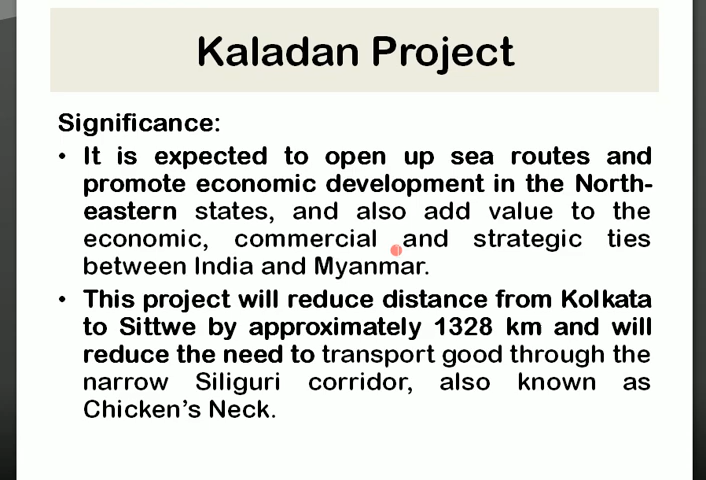 Kaladan Project
Significance:
• It is expected to open up sea routes and
promote economic development in the North-
eastern states, and also add value to the
economic, commercial and strategic ties
between India and Myanmar.
• This project will reduce distance from Kolkata
to Sittwe by approximately 1328 km and will
reduce the need to transport good through the
narrow Siliguri corridor, also known as
Chicken's Neck.